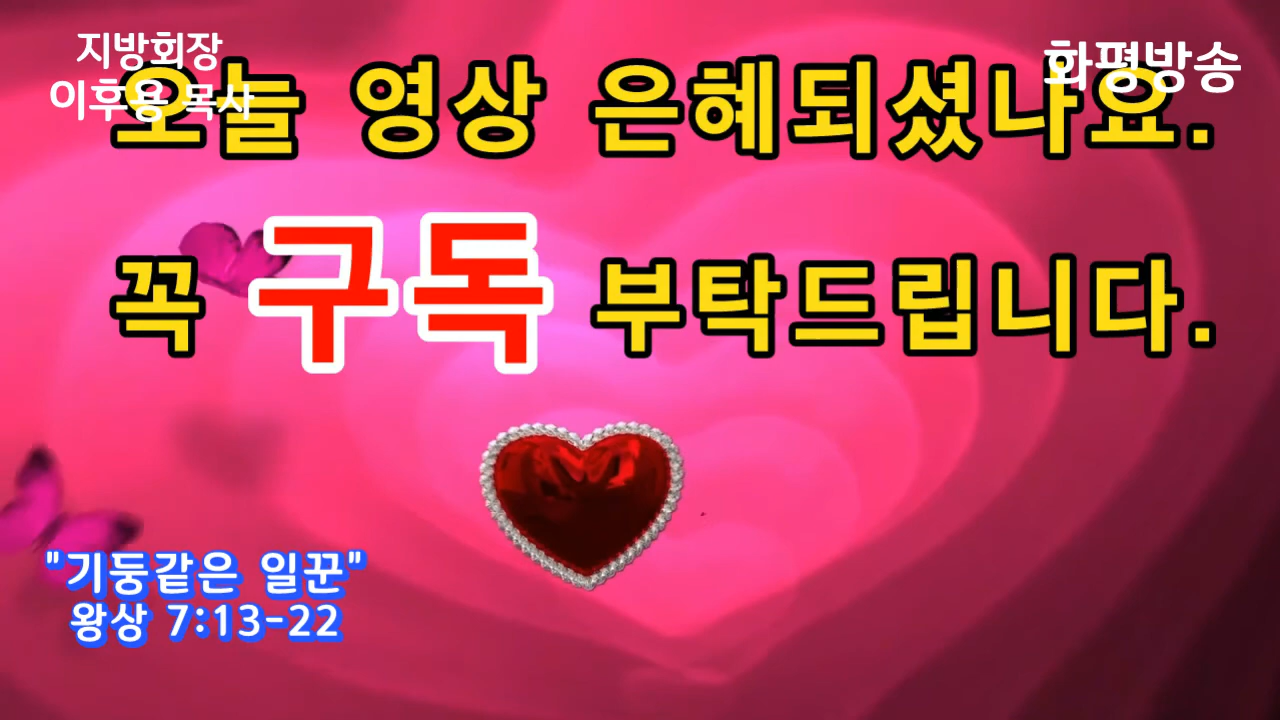 지방회장
이후용 목사
화평방송
오늘 영상 은혜되셨나요.
꼭 구독 부탁드립니다.
"기둥같은 일꾼"
왕상 7:13-22